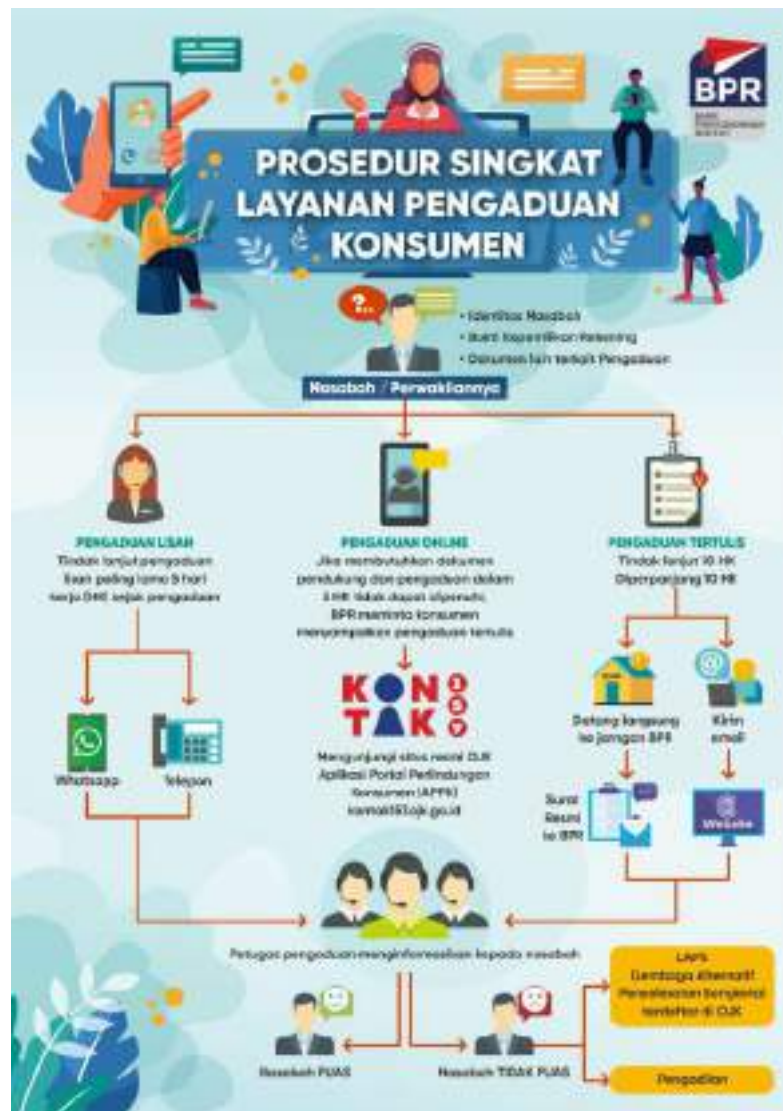 BPR
PROSEDUR SINGKAT
LAYANAN PENGADUAN
KONSUMEN
?...
• Identitas Nasabah
• Bukti Kepemilikan Rekening
• Dokumen lain terkait Pengaduan
Nasabah / Perwakilannya
PENGADUAN LISAN
Tindak lanjut pengaduan
lisan paling lama 5 hari
kerja (HK) sejak pengaduan
PENGADUAN ONLINE
Jika membutuhkan dokumen
pendukung dan pengaduan dalam
5 HK tidak dapat dipenuhi,
BPR meminta konsumen
menyampaikan pengaduan tertulis
PENGADUAN TERTULIS
Tindak lanjut 10 HK
Diperpanjang 10 HK
Whatsapp
Telepon
KONTAK 157
Mengunjungi situs resmi OJK
Aplikasi Portal Perlindungan
Konsumen (APPK)
kontak157.ojk.go.id
Datang langsung
ke jaringan BPR
Kirim
email
Surat
Resmi
ke BPR
Website
Petugas pengaduan menginformasikan kepada nasabah
Nasabah PUAS
Nasabah TIDAK PUAS
LAPS
(Lembaga Alternatif
Penyelesaian Sengketa)
terdaftar di OJK
Pengadilan